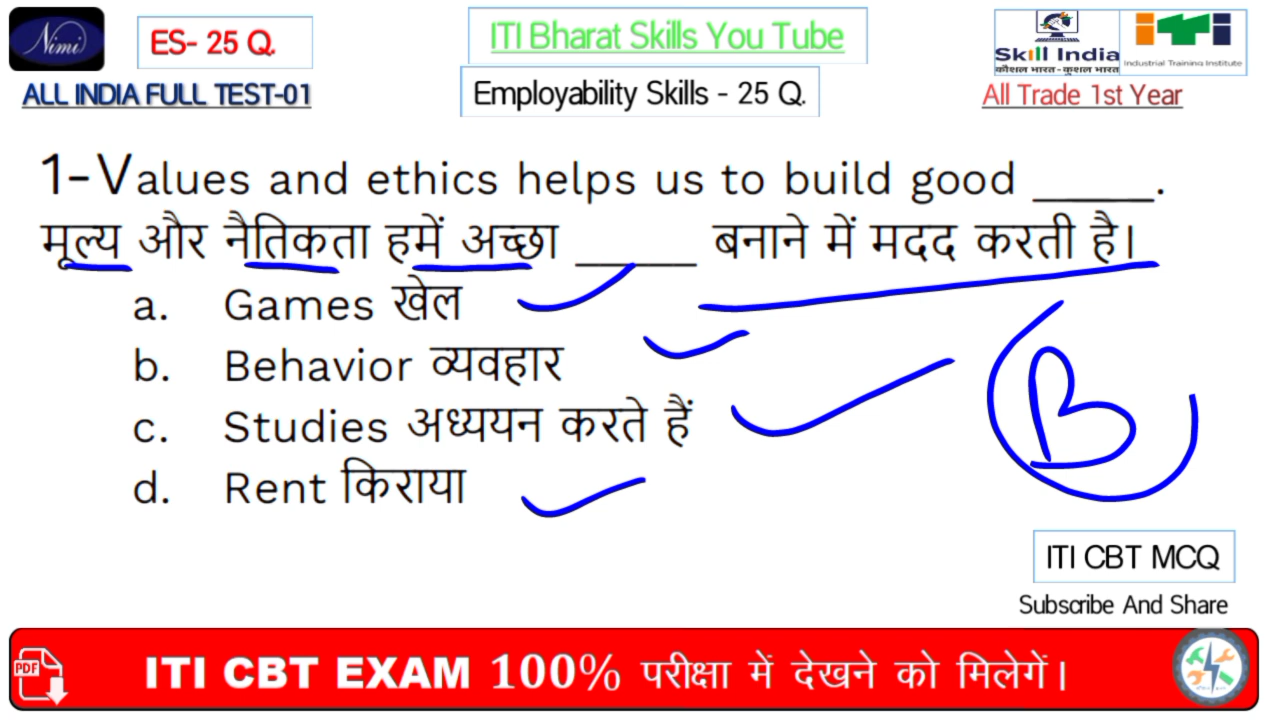 Nimi
ES- 25 Q.
ITI Bharat Skills You Tube
Skill India
कौशल भारत - कुशल भारत
iTi
Industrial Training Institute
ALL INDIA FULL TEST-01
Employability Skills - 25 Q.
All Trade 1st Year
1-Values and ethics helps us to build good _____.
मूल्य और नैतिकता हमें अच्छा _____ बनाने में मदद करती है।
a. Games खेल
b. Behavior व्यवहार
c. Studies अध्ययन करते हैं
d. Rent किराया
B
ITI CBT MCQ
Subscribe And Share
PDF
ITI CBT EXAM 100% परीक्षा में देखने को मिलेगें।